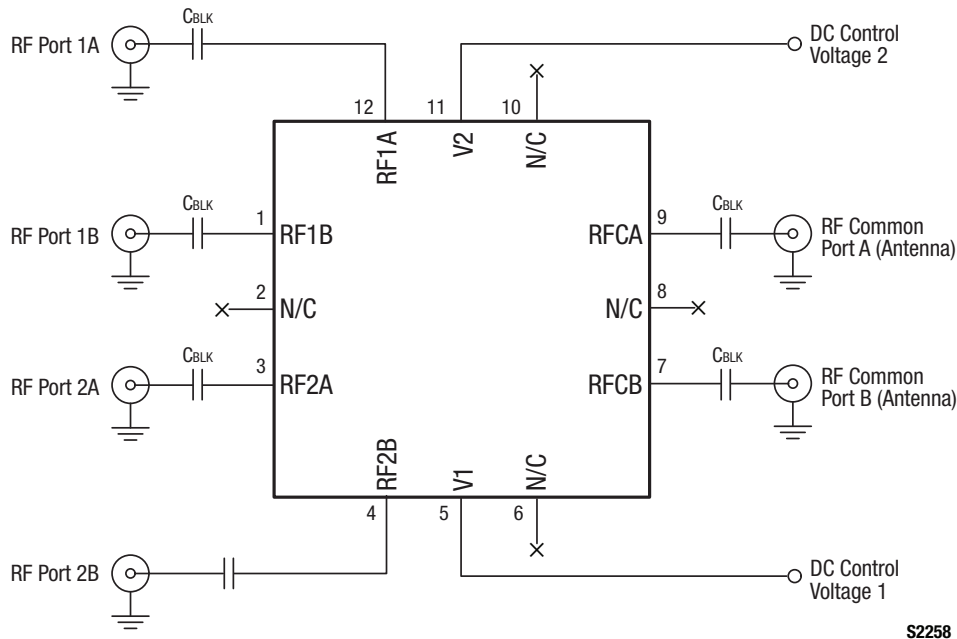 CBLK
RF Port 1A
DC Control
Voltage 2
12
11
10
RF1A
V2
N/C
CBLK
RF Port 1B
1
RF1B
RFCA
9
CBLK
RF Common
Port A (Antenna)
2
N/C
N/C
8
CBLK
RF Port 2A
3
RF2A
RFCB
7
CBLK
RF Common
Port B (Antenna)
RF2B
V1
N/C
4
5
6
RF Port 2B
DC Control
Voltage 1
S2258